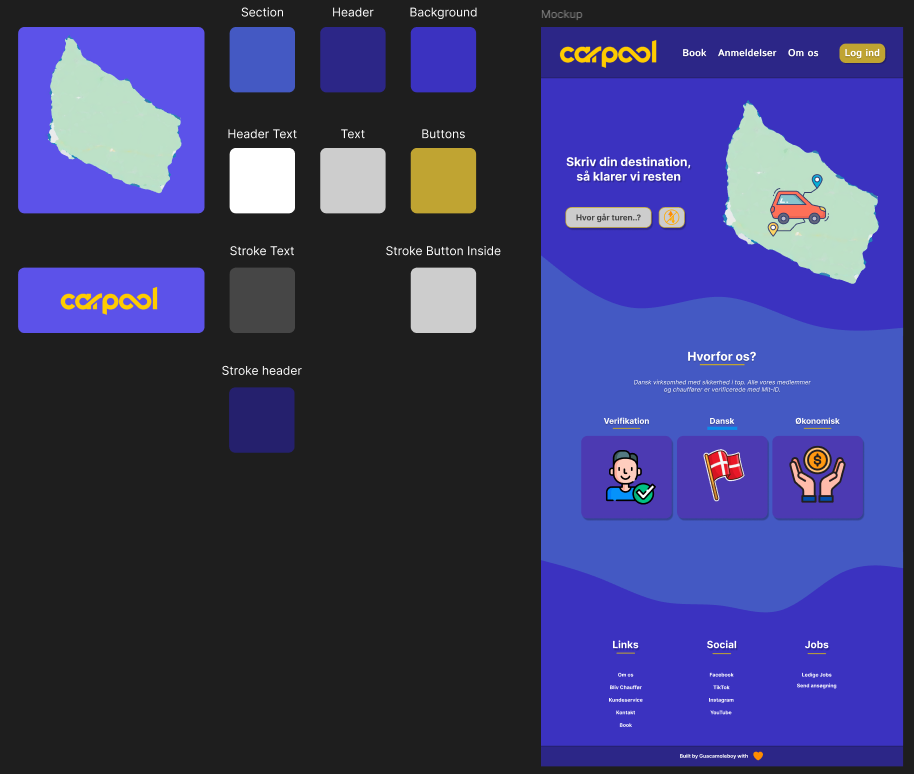 Section
Header
Background
Header Text
Text
Buttons
Stroke Text
Stroke Button Inside
carpool
Stroke header
Mockup
carpool
Book
Anmeldelser
Om os
Log ind
Skriv din destination,
så klarer vi resten
Hvor går turen..?
Hvorfor os?
Dansk virksomhed med sikkerhed i top. Alle vores medlemmer
og chauffører er verificerede med Mit-ID.
Verifikation
Dansk
Økonomisk
Links
Om os
Bliv Chauffør
Kundeservice
Kontakt
Book
Social
Facebook
TikTok
Instagram
YouTube
Jobs
Ledige Jobs
Send ansøgning
Built by Guacamoleboy with